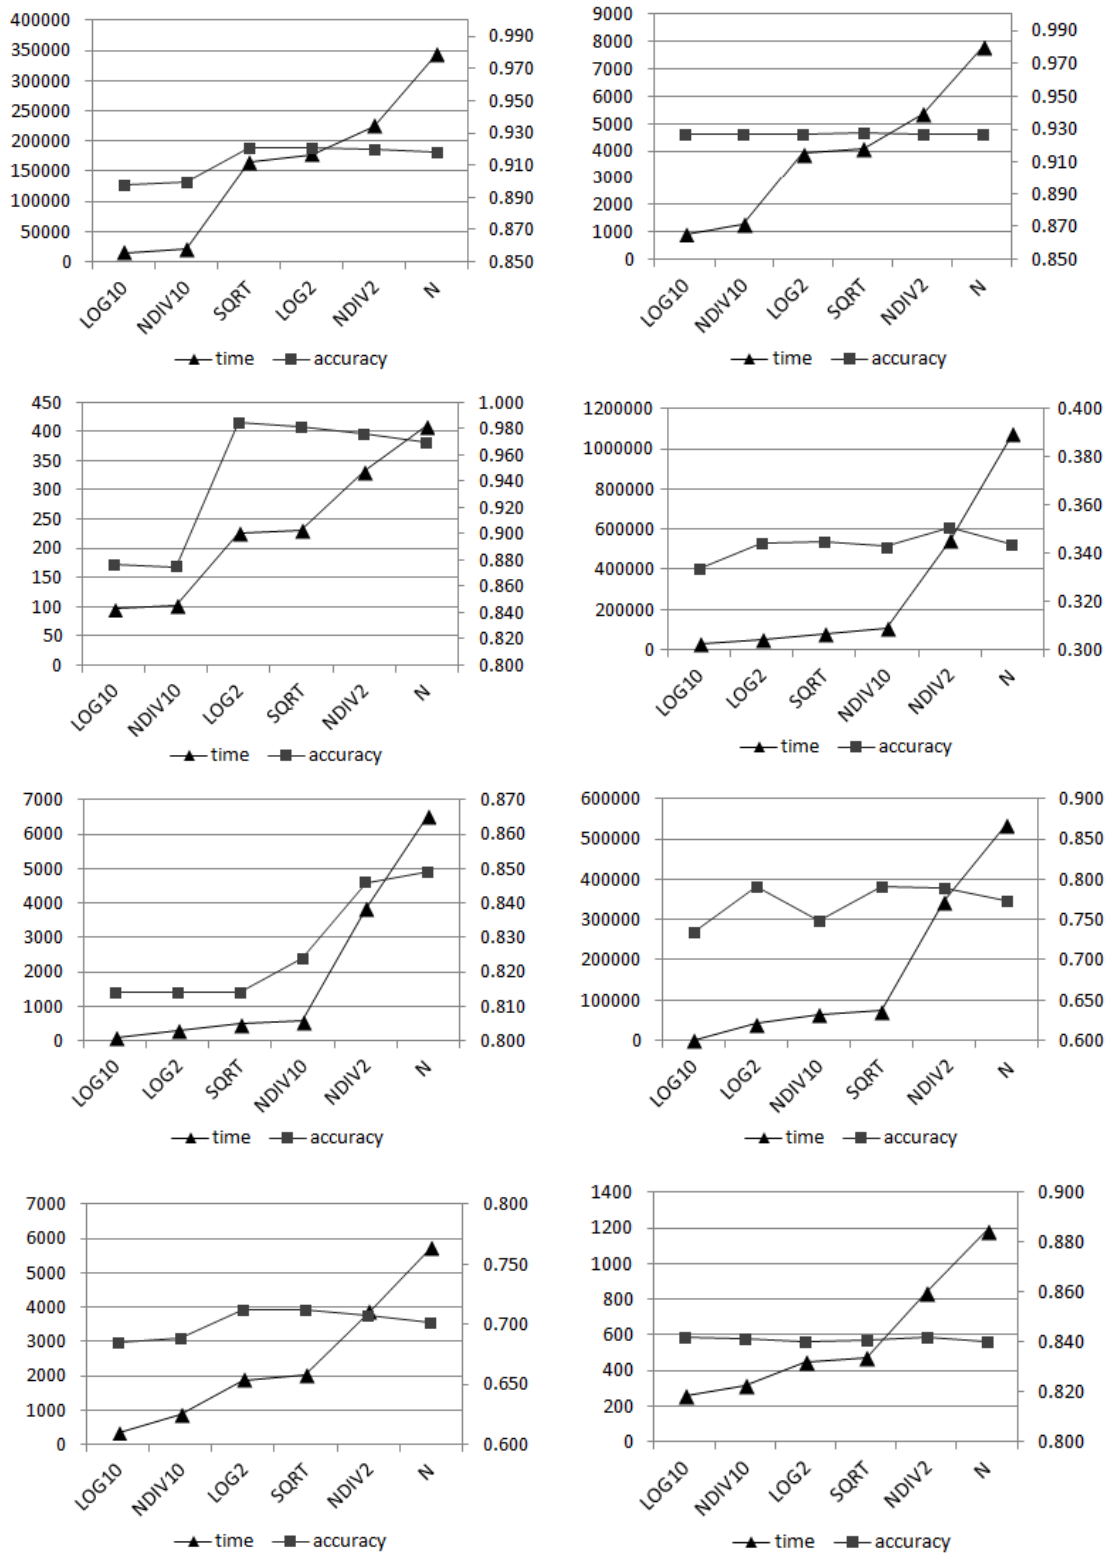 400000
350000
300000
250000
200000
150000
100000
50000
0
0.990
0.970
0.950
0.930
0.910
0.890
0.870
0.850
LOG10
NDIV10
SQRT
LOG2
NDIV2
N
time
accuracy
9000
8000
7000
6000
5000
4000
3000
2000
1000
0
0.990
0.970
0.950
0.930
0.910
0.890
0.870
0.850
LOG10
NDIV10
LOG2
SQRT
NDIV2
N
time
accuracy
450
400
350
300
250
200
150
100
50
0
1.000
0.980
0.960
0.940
0.920
0.900
0.880
0.860
0.840
0.820
0.800
LOG10
NDIV10
LOG2
SQRT
NDIV2
N
time
accuracy
1200000
1000000
800000
600000
400000
200000
0
0.400
0.380
0.360
0.340
0.320
0.300
LOG10
LOG2
SQRT
NDIV10
NDIV2
N
time
accuracy
7000
6000
5000
4000
3000
2000
1000
0
0.870
0.860
0.850
0.840
0.830
0.820
0.810
0.800
LOG10
LOG2
SQRT
NDIV10
NDIV2
N
time
accuracy
600000
500000
400000
300000
200000
100000
0
0.900
0.850
0.800
0.750
0.700
0.650
0.600
LOG10
LOG2
NDIV10
SQRT
NDIV2
N
time
accuracy
7000
6000
5000
4000
3000
2000
1000
0
0.800
0.750
0.700
0.650
0.600
LOG10
NDIV10
LOG2
SQRT
NDIV2
N
time
accuracy
1400
1200
1000
800
600
400
200
0
0.900
0.880
0.860
0.840
0.820
0.800
LOG10
NDIV10
LOG2
SQRT
NDIV2
N
time
accuracy